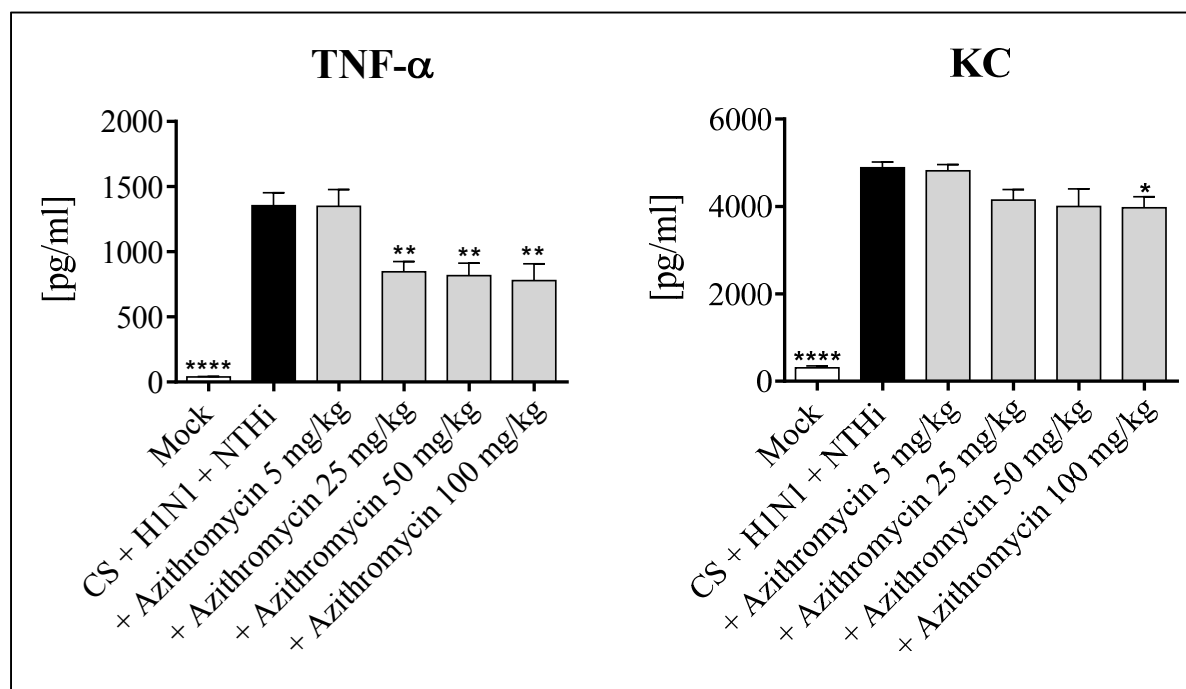 TNF-α
[pg/ml]
2000
1500
1000
500
0
****
**
**
**
Mock
CS + H1N1 + NTHi
+ Azithromycin 5 mg/kg
+ Azithromycin 25 mg/kg
+ Azithromycin 50 mg/kg
+ Azithromycin 100 mg/kg
KC
[pg/ml]
6000
4000
2000
0
****
*
Mock
CS + H1N1 + NTHi
+ Azithromycin 5 mg/kg
+ Azithromycin 25 mg/kg
+ Azithromycin 50 mg/kg
+ Azithromycin 100 mg/kg